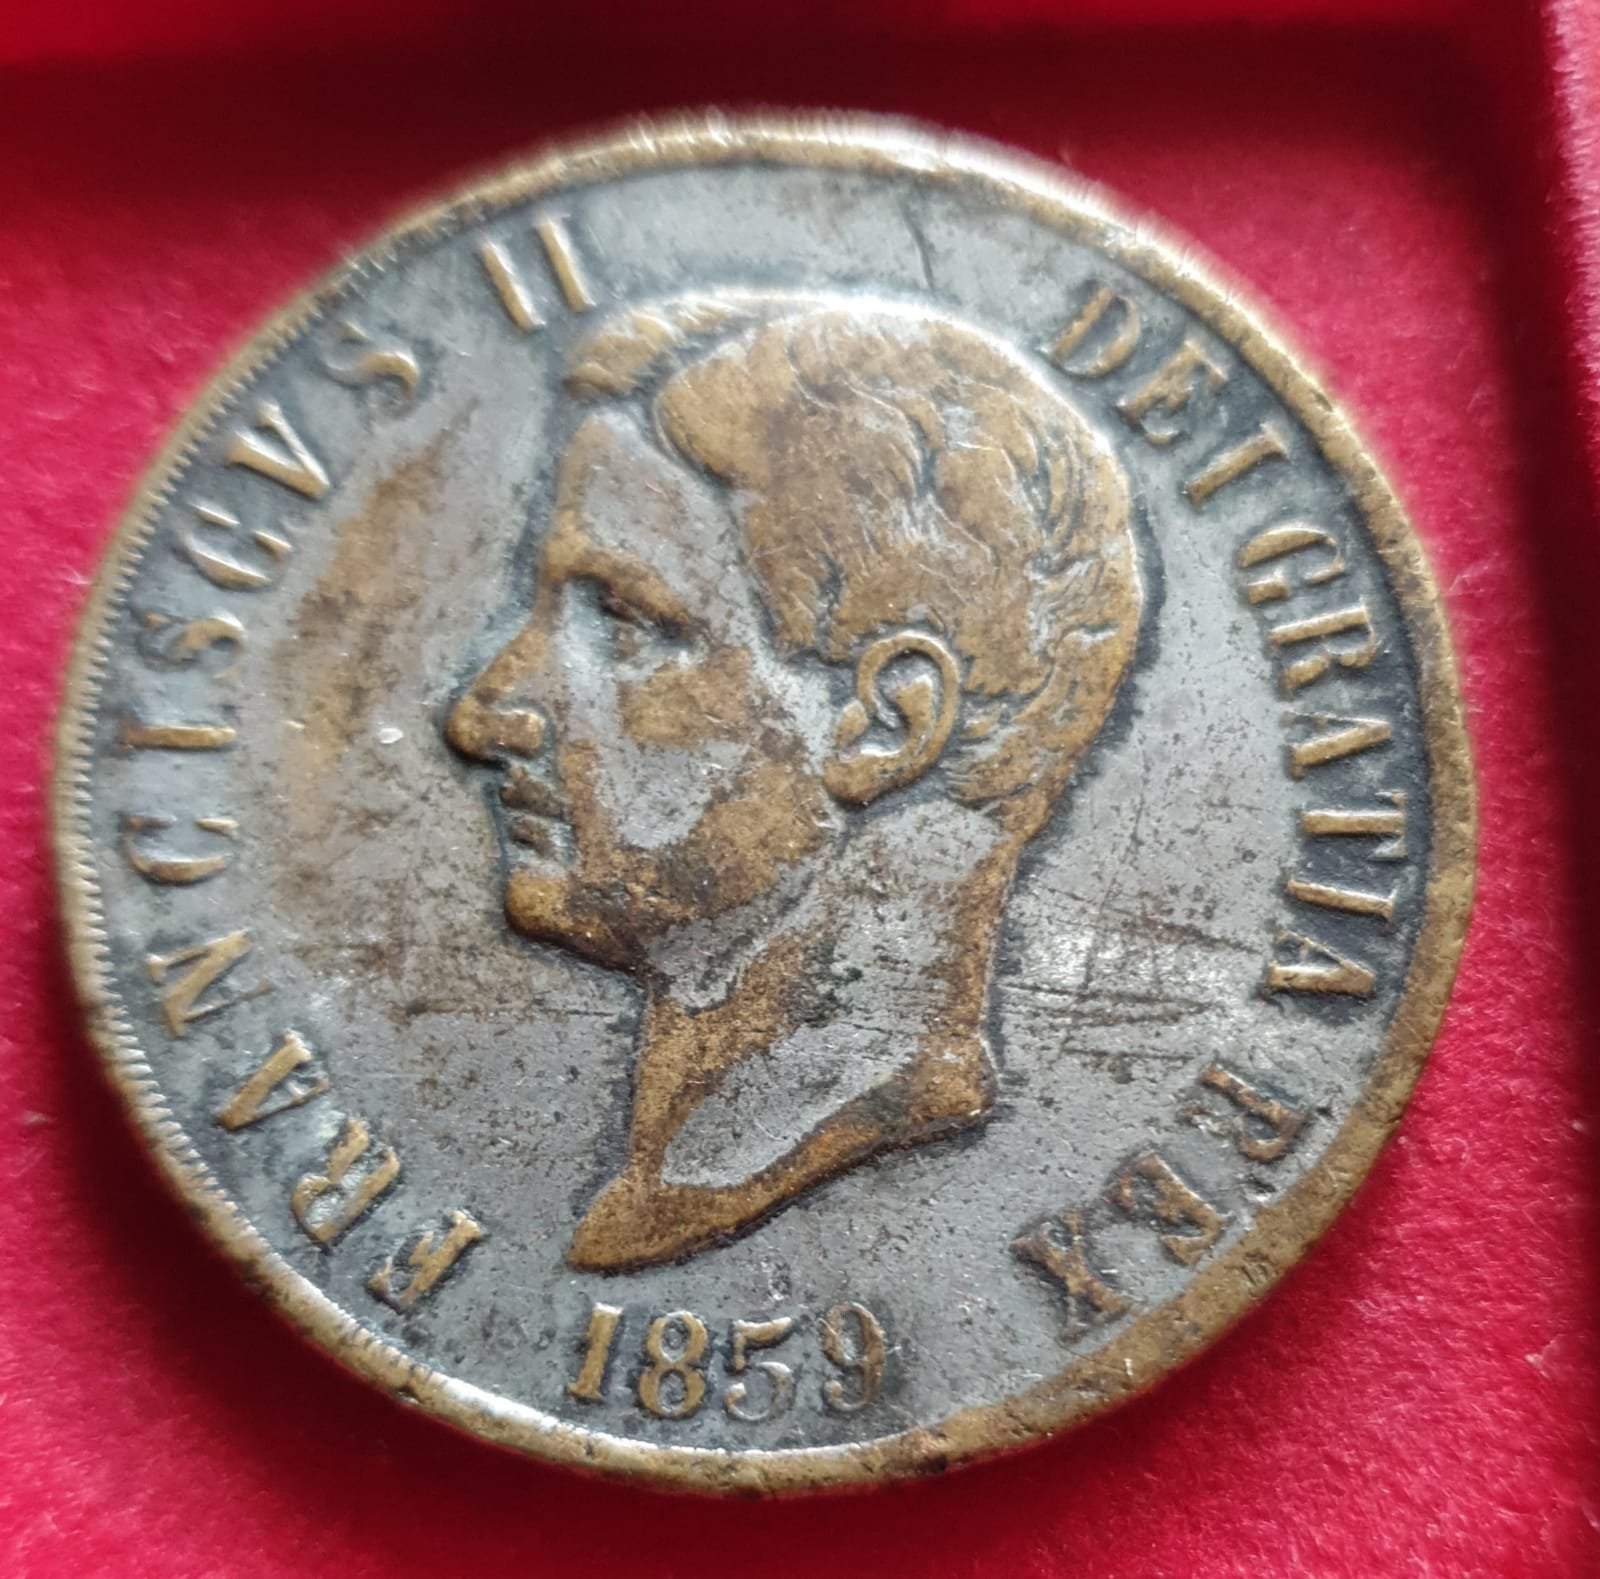 FRANCISCVS II DEI GRATIA REX
1859